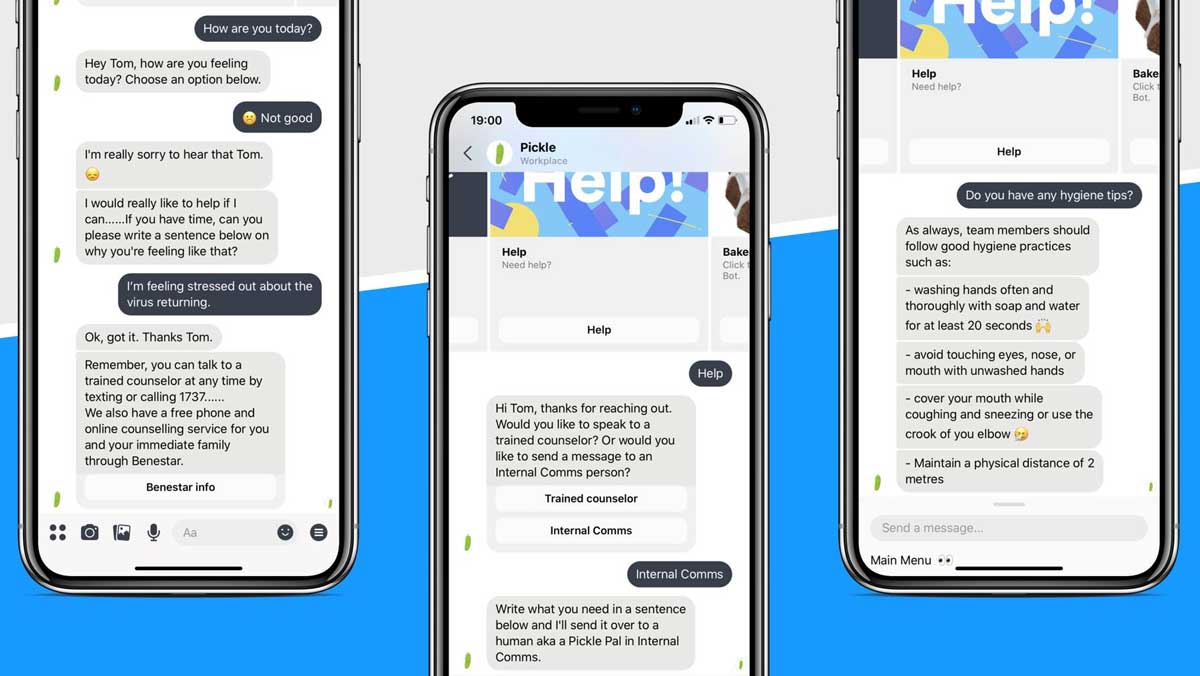 How are you today?
Hey Tom, how are you feeling
today? Choose an option below.
☹️ Not good
I'm really sorry to hear that Tom.
😞
I would really like to help if I
can......If you have time, can you
please write a sentence below on
why you're feeling like that?
I'm feeling stressed out about the
virus returning.
Ok, got it. Thanks Tom.
Remember, you can talk to a
trained counselor at any time by
texting or calling 1737......
We also have a free phone and
online counselling service for you
and your immediate family
through Benestar.
Benestar info
Aa
19:00
Pickle
Workplace
Help!
Help
Need help?
Bake
Click t
Bot.
Help
Help
Hi Tom, thanks for reaching out.
Would you like to speak to a
trained counselor? Or would you
like to send a message to an
Internal Comms person?
Trained counselor
Internal Comms
Internal Comms
Write what you need in a sentence
below and I'll send it over to a
human aka a Pickle Pal in Internal
Comms.
Help!
Help
Need help?
Bake
Click t
Bot.
Help
Do you have any hygiene tips?
As always, team members should
follow good hygiene practices
such as:
- washing hands often and
thoroughly with soap and water
for at least 20 seconds 🙌
- avoid touching eyes, nose, or
mouth with unwashed hands
- cover your mouth while
coughing and sneezing or use the
crook of you elbow 🤧
- Maintain a physical distance of 2
metres
Send a message...
Main Menu 👀